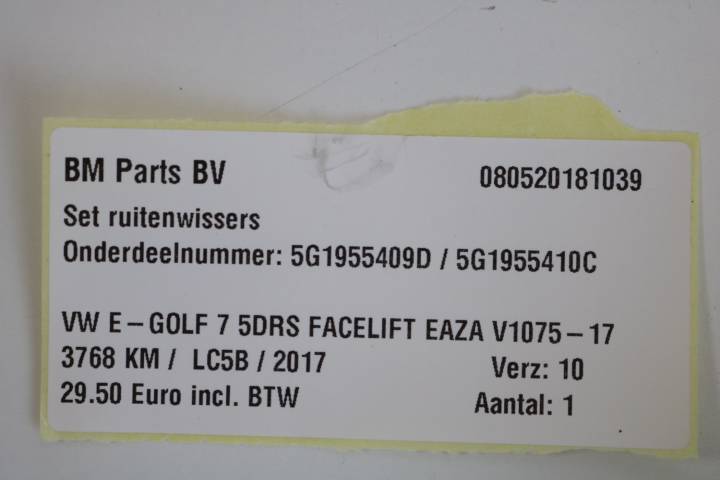 BM Parts BV 080520181039
Set ruitenwissers
Onderdeelnummer: 5G1955409D / 5G1955410C
VW E-GOLF 7 5DRS FACELIFT EAZA V1075-17
3768 KM / LC5B / 2017 Verz: 10
29.50 Euro incl. BTW Aantal: 1